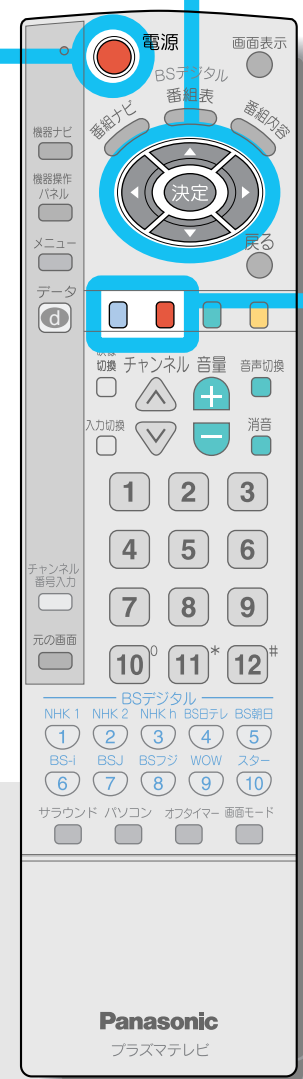 電源
画面表示
BSデジタル
番組ナビ
番組表
番組内容
決定
機器ナビ
機器操作
パネル
メニュー
戻る
データ
d
切換
チャンネル
音量
音声切換
入力切換
消音
1 2 3
4 5 6
7 8 9
10 0 11 * 12 #
チャンネル
番号入力
元の画面
BSデジタル
NHK 1 NHK 2 NHK h BS日テレ BS朝日
1 2 3 4 5
BS-i BSJ BSフジ WOW スター
6 7 8 9 10
サラウンド パソコン オフタイマー 画面モード
Panasonic
プラズマテレビ